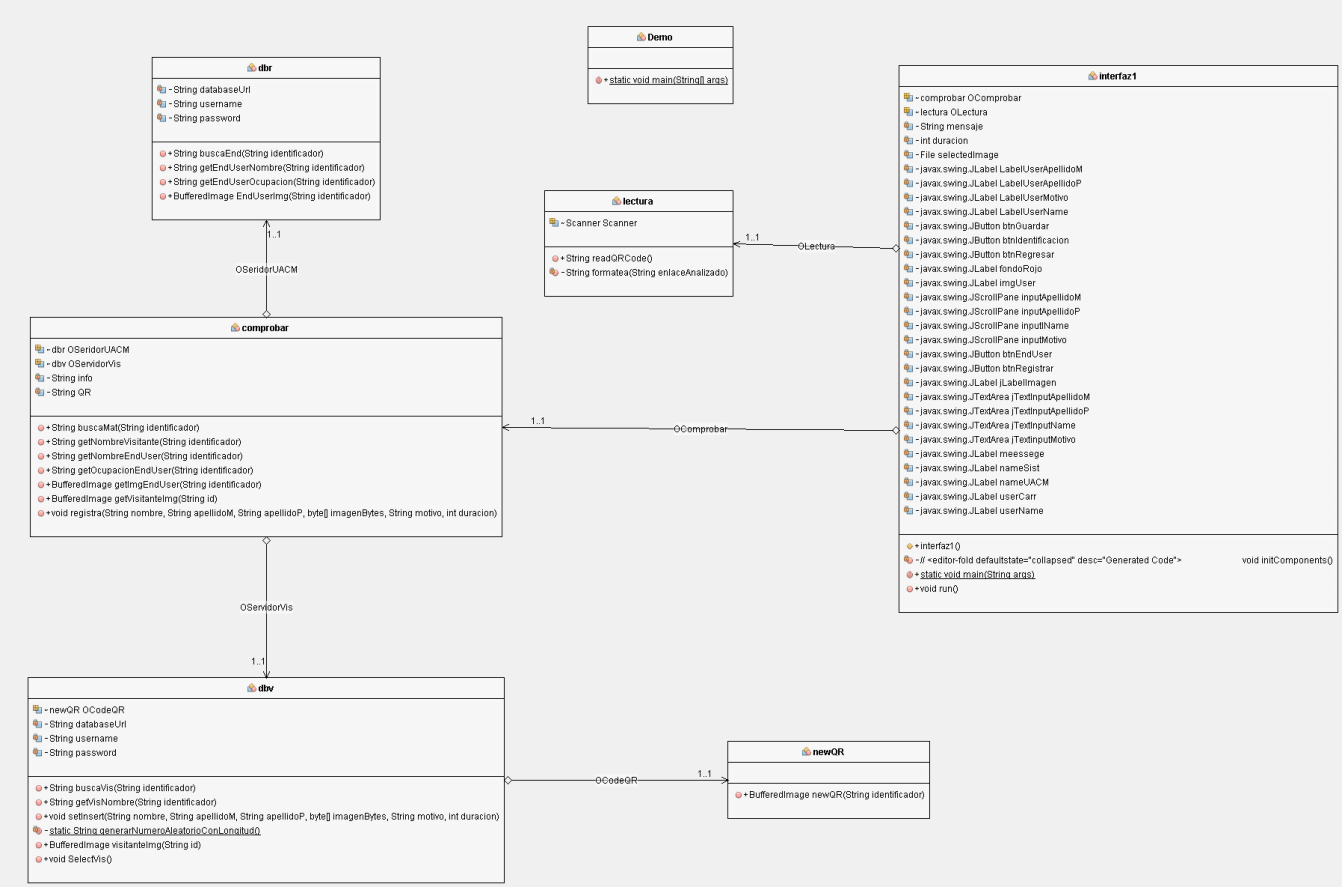 Demo
+static void main(String[] args)
dbr
-String databaseUrl
-String username
-String password
+String buscaEnd(String identificador)
+String getEndUserNombre(String identificador)
+String getEndUserOcupacion(String identificador)
+BufferedImage EndUserImg(String identificador)
1..1
OSeridorUACM
lectura
~Scanner Scanner
+String readQRCode()
-String formatea(String enlaceAnalizado)
1..1
OLectura
interfaz1
-comprobar OComprobar
-lectura OLectura
-String mensaje
-int duracion
-File selectedImage
-javax.swing.JLabel LabelUserApellidoM
-javax.swing.JLabel LabelUserApellidoP
-javax.swing.JLabel LabelUserMotivo
-javax.swing.JLabel LabelUserName
-javax.swing.JButton btnGuardar
-javax.swing.JButton btnIdentificacion
-javax.swing.JButton btnRegresar
-javax.swing.JLabel fondoRojo
-javax.swing.JLabel imgUser
-javax.swing.JScrollPane inputApellidoM
-javax.swing.JScrollPane inputApellidoP
-javax.swing.JScrollPane inputIName
-javax.swing.JScrollPane inputMotivo
-javax.swing.JButton btnEndUser
-javax.swing.JButton btnRegistrar
-javax.swing.JLabel jLabelImagen
-javax.swing.JTextArea jTextInputApellidoM
-javax.swing.JTextArea jTextInputApellidoP
-javax.swing.JTextArea jTextInputName
-javax.swing.JTextArea jTextinputMotivo
-javax.swing.JLabel meessege
-javax.swing.JLabel nameSist
-javax.swing.JLabel nameUACM
-javax.swing.JLabel userCarr
-javax.swing.JLabel userName
+interfaz1()
-// <editor-fold defaultstate="collapsed" desc="Generated Code"> void initComponents()
+static void main(String args)
+void run()
comprobar
~dbr OSeridorUACM
~dbv OServidorVis
-String info
-String QR
+String buscaMat(String identificador)
+String getNombreVisitante(String identificador)
+String getNombreEndUser(String identificador)
+String getOcupacionEndUser(String identificador)
+BufferedImage getImgEndUser(String identificador)
+BufferedImage getVisitanteImg(String id)
+void registra(String nombre, String apellidoM, String apellidoP, byte[] imagenBytes, String motivo, int duracion)
1..1
OComprobar
OServidorVis
1..1
dbv
~newQR OCodeQR
-String databaseUrl
-String username
-String password
+String buscaVis(String identificador)
+String getVisNombre(String identificador)
+void setInsert(String nombre, String apellidoM, String apellidoP, byte[] imagenBytes, String motivo, int duracion)
-static String generarNumeroAleatorioConLongitud()
+BufferedImage visitanteImg(String id)
+void SelectVis()
OCodeQR
1..1
newQR
+BufferedImage newQR(String identificador)